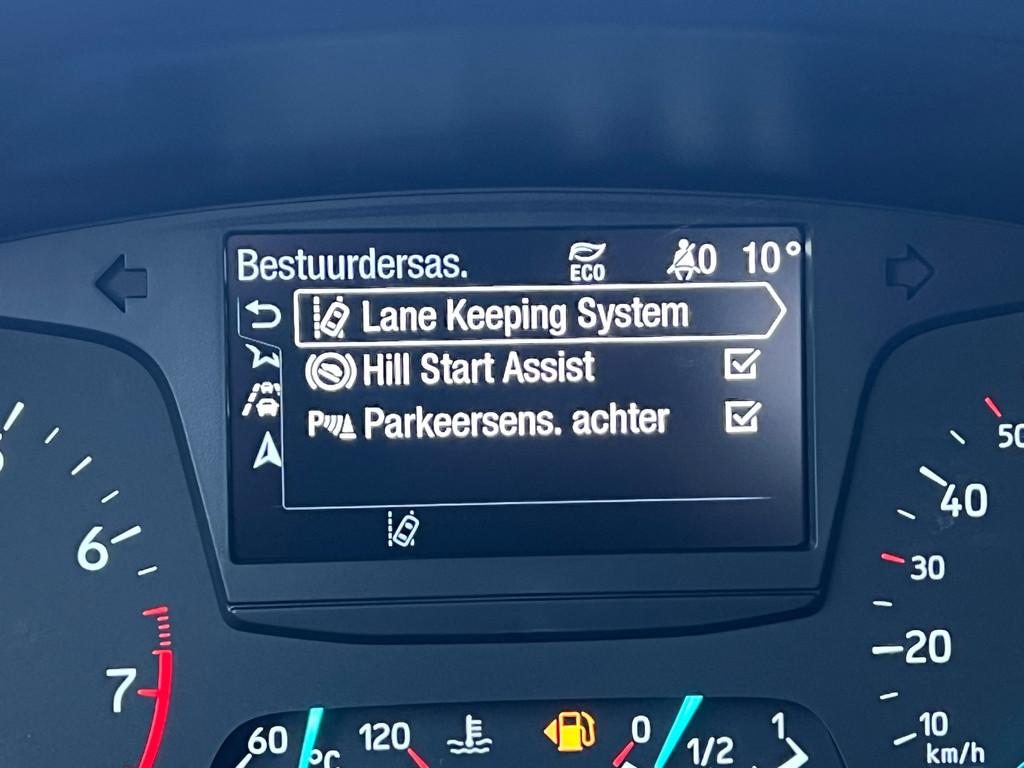 Bestuurdersas. ECO 0 10°
Lane Keeping System
Hill Start Assist
P Parkeersens. achter
6
7
50
40
30
20
10
km/h
60 °C 120
0 1/2 1